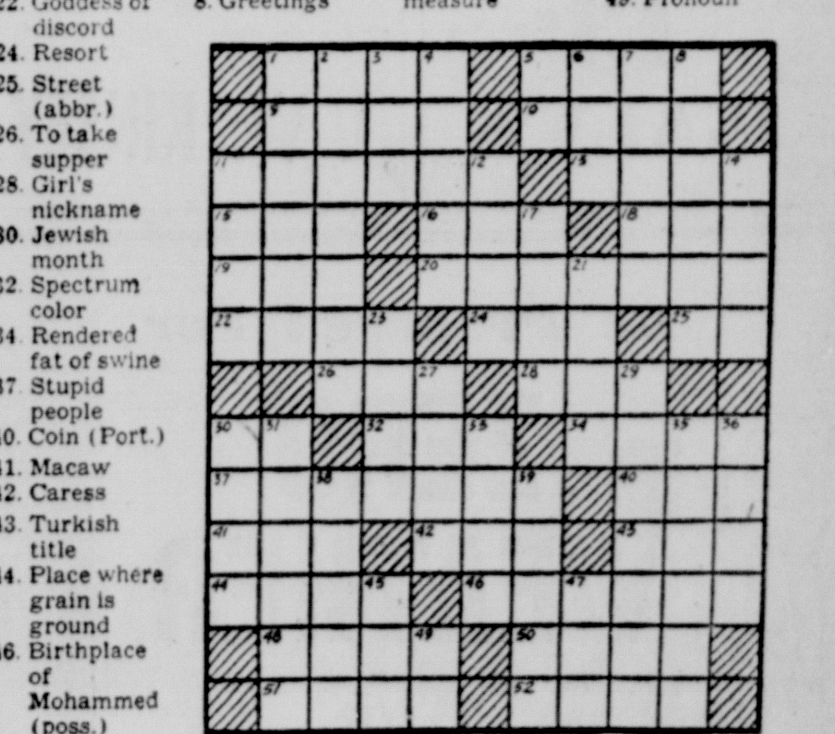 22. Goddess of
discord
24. Resort
25. Street
(abbr.)
26. To take
supper
28. Girl's
nickname
30. Jewish
month
32. Spectrum
color
34. Rendered
fat of swine
37. Stupid
people
40. Coin (Port.)
41. Macaw
42. Caress
43. Turkish
title
44. Place where
grain is
ground
46. Birthplace
of
Mohammed
(poss.)
8. Greetings
measure
49. Pronoun
1 2 3 4 5 6 7 8
9 10
11 12 13 14
15 16 17 18
19 20 21
22 23 24 25
26 27 28 29
30 31 32 33 34 35 36
37 38 39 40
41 42 43
44 45 46 47
48 49 50
51 52